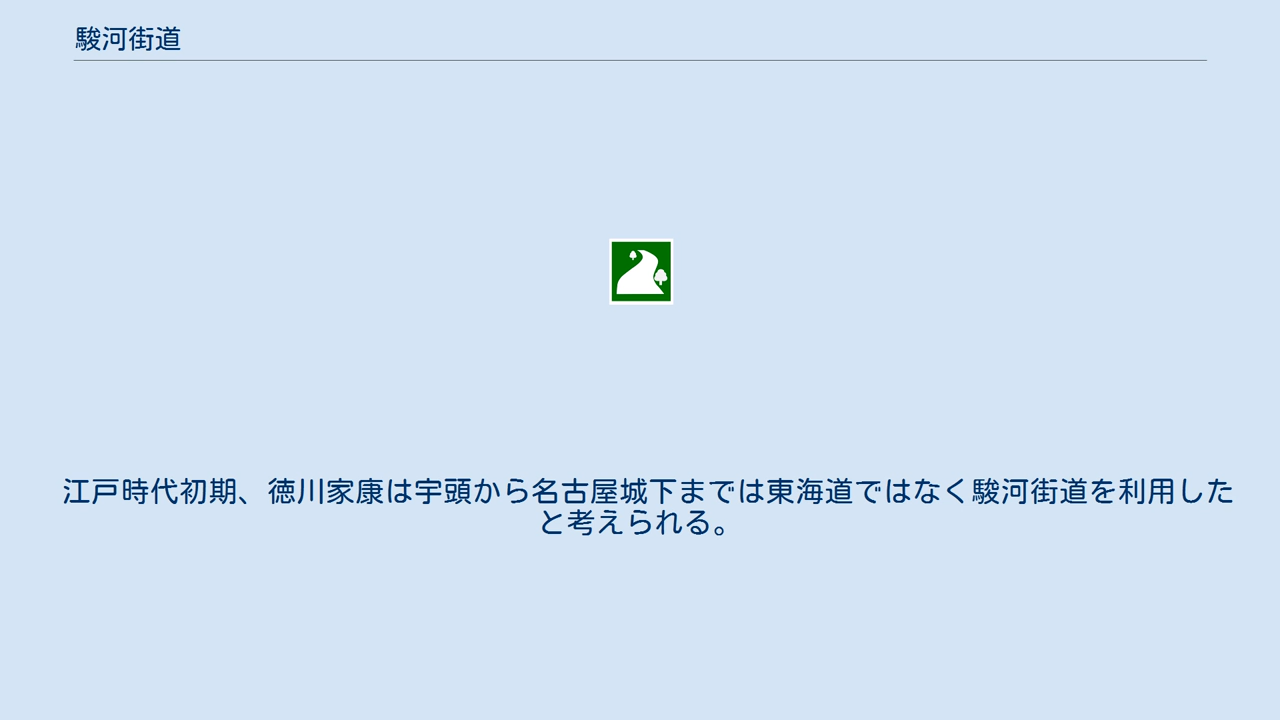 駿河街道
江戸時代初期、徳川家康は宇頭から名古屋城下までは東海道ではなく駿河街道を利用した
と考えられる。